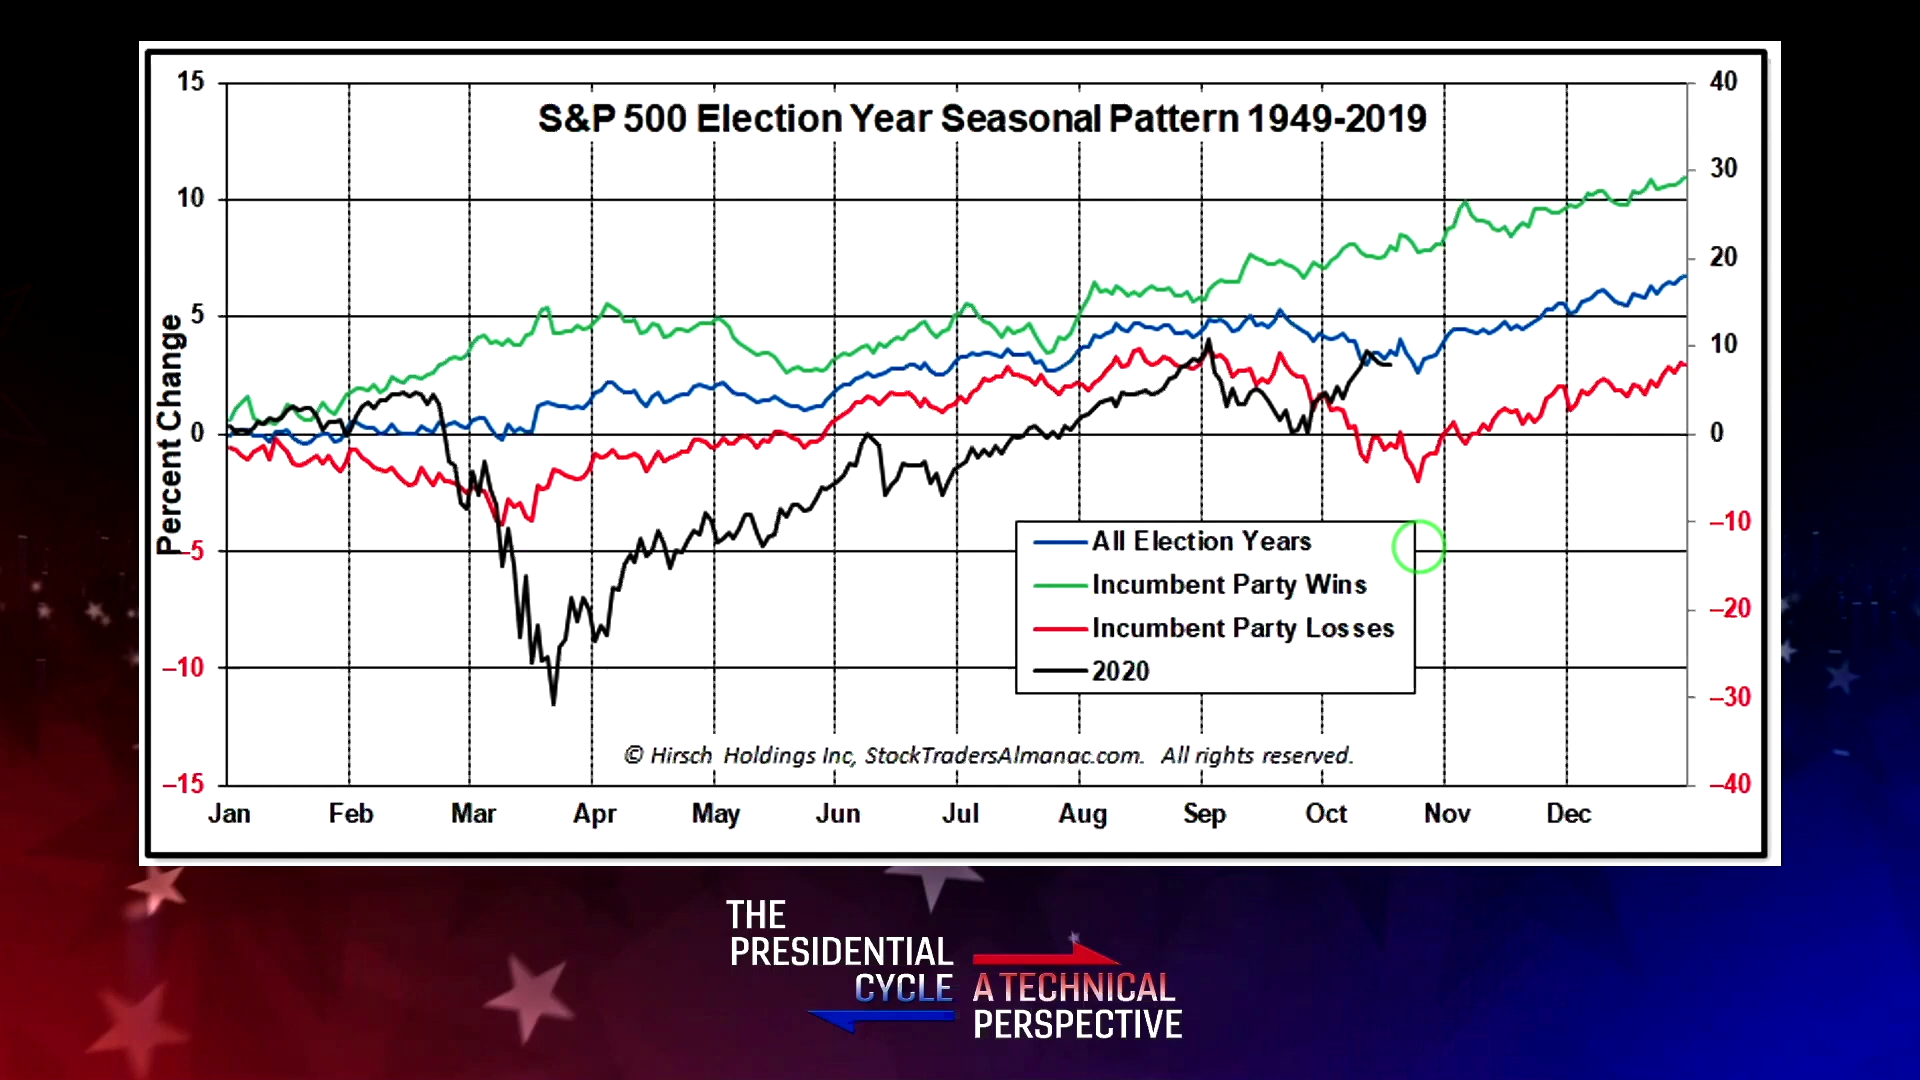 S&P 500 Election Year Seasonal Pattern 1949-2019
Percent Change
15
10
5
0
–5
–10
–15
40
30
20
10
0
–10
–20
–30
–40
All Election Years
Incumbent Party Wins
Incumbent Party Losses
2020
© Hirsch Holdings Inc, StockTradersAlmanac.com. All rights reserved.
Jan Feb Mar Apr May Jun Jul Aug Sep Oct Nov Dec
THE
PRESIDENTIAL
CYCLE
A TECHNICAL
PERSPECTIVE